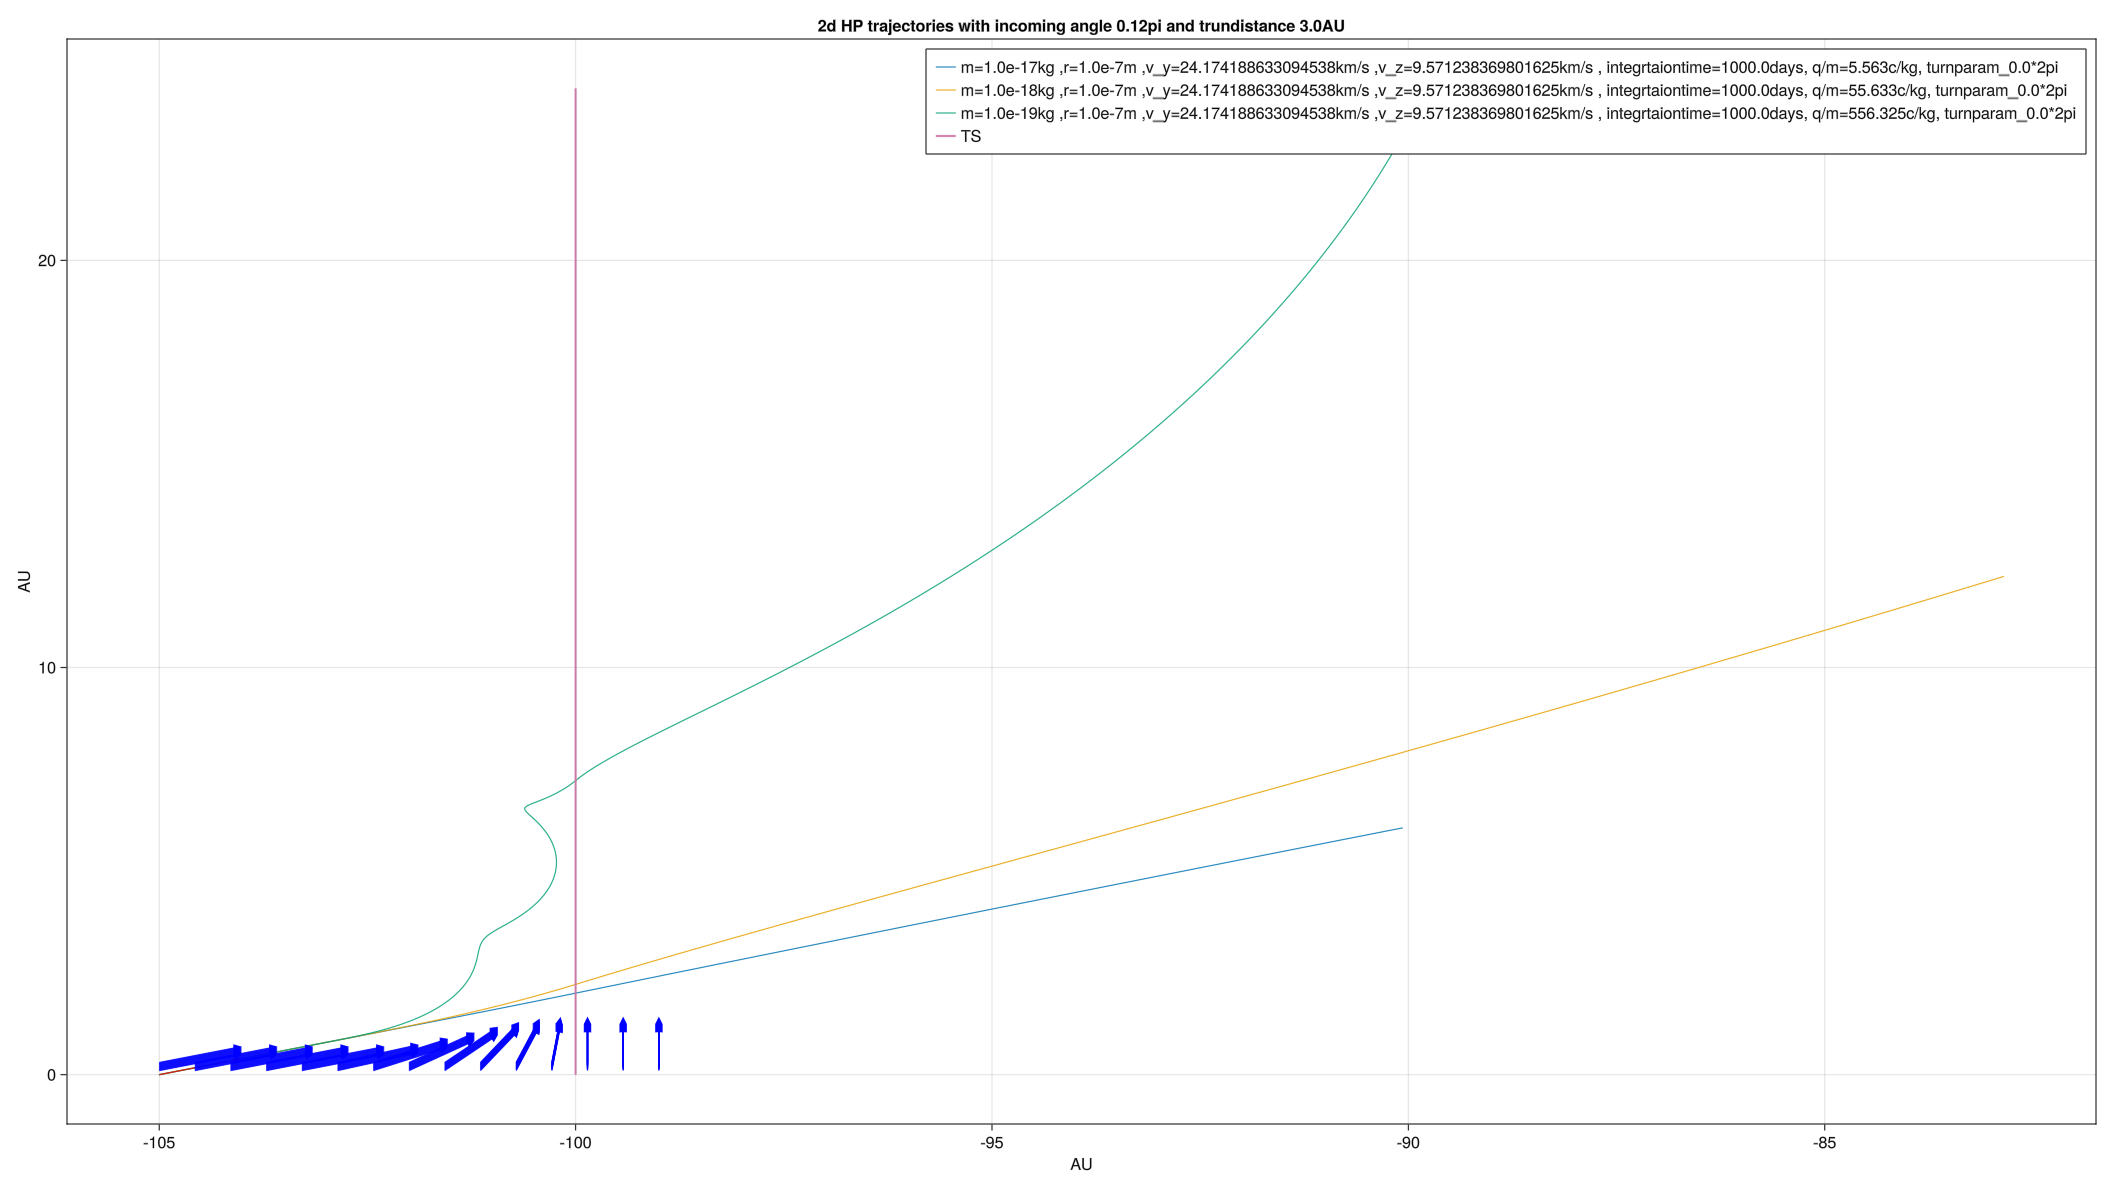 2d HP trajectories with incoming angle 0.12pi and trundistance 3.0AU
m=1.0e-17kg ,r=1.0e-7m ,v_y=24.174188633094538km/s ,v_z=9.571238369801625km/s , integrtaiontime=1000.0days, q/m=5.563c/kg, turnparam_0.0*2pi
m=1.0e-18kg ,r=1.0e-7m ,v_y=24.174188633094538km/s ,v_z=9.571238369801625km/s , integrtaiontime=1000.0days, q/m=55.633c/kg, turnparam_0.0*2pi
m=1.0e-19kg ,r=1.0e-7m ,v_y=24.174188633094538km/s ,v_z=9.571238369801625km/s , integrtaiontime=1000.0days, q/m=556.325c/kg, turnparam_0.0*2pi
TS
20
10
0
AU
-105
-100
-95
-90
-85
AU